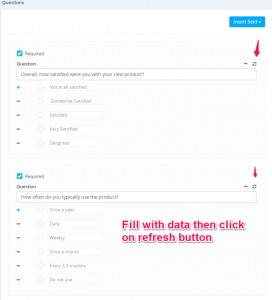 Questions
Insert field
Required
Question
Overall, how satisfied were you with your new product?
Not at all satisfied
Somewhat Satisfied
Satisfied
Very Satisfied
Delighted
Required
Question
How often do you typically use the product?
Once a year
Daily
Weekly
Once a month
Every 2-3 months
Do not use
Fill with data then click
on refresh button